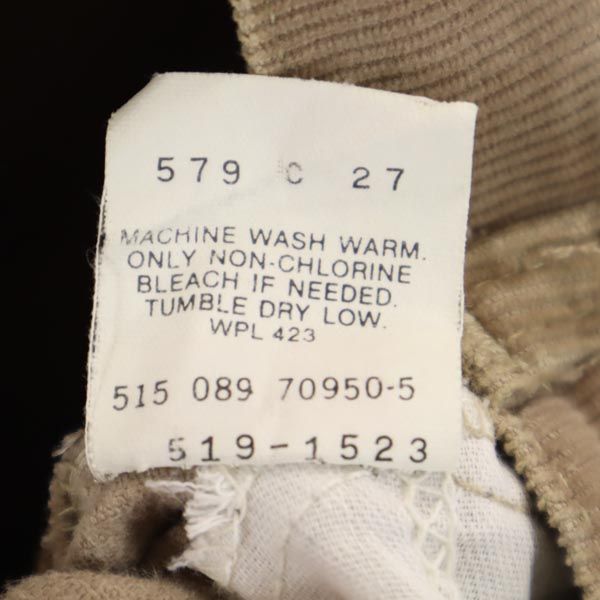 579 C 27
MACHINE WASH WARM.
ONLY NON-CHLORINE
BLEACH IF NEEDED.
TUMBLE DRY LOW.
WPL 423
515 089 70950-5
519-1523